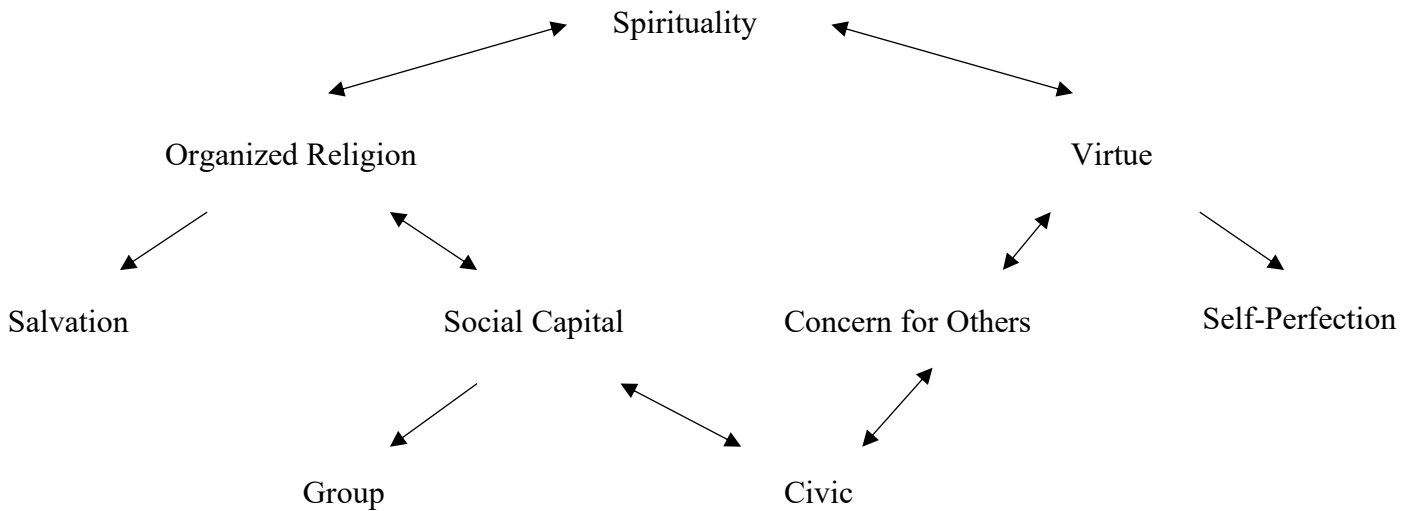 Spirituality
Organized Religion
Virtue
Salvation
Social Capital
Concern for Others
Self-Perfection
Group
Civic